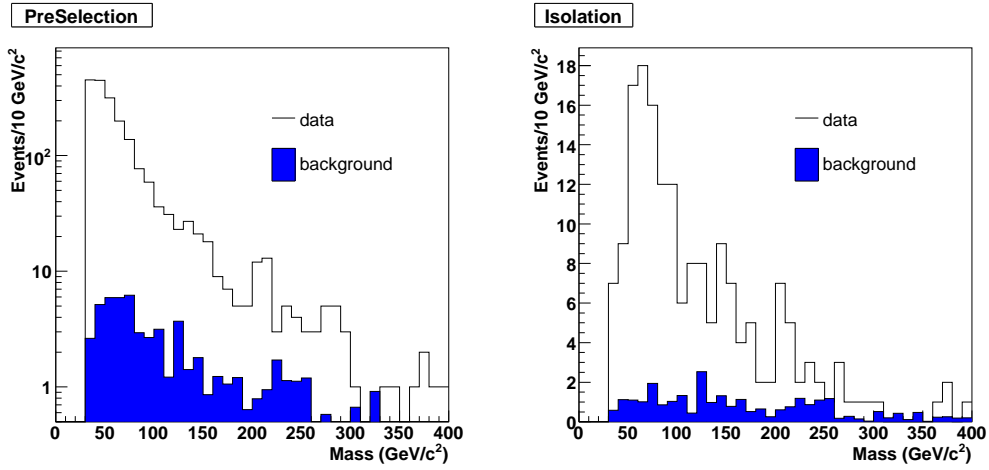 PreSelection
Events/10 GeV/c²
10²
10
1
data
background
0 50 100 150 200 250 300 350 400
Mass (GeV/c²)
Isolation
Events/10 GeV/c²
18
16
14
12
10
8
6
4
2
0
data
background
0 50 100 150 200 250 300 350 400
Mass (GeV/c²)